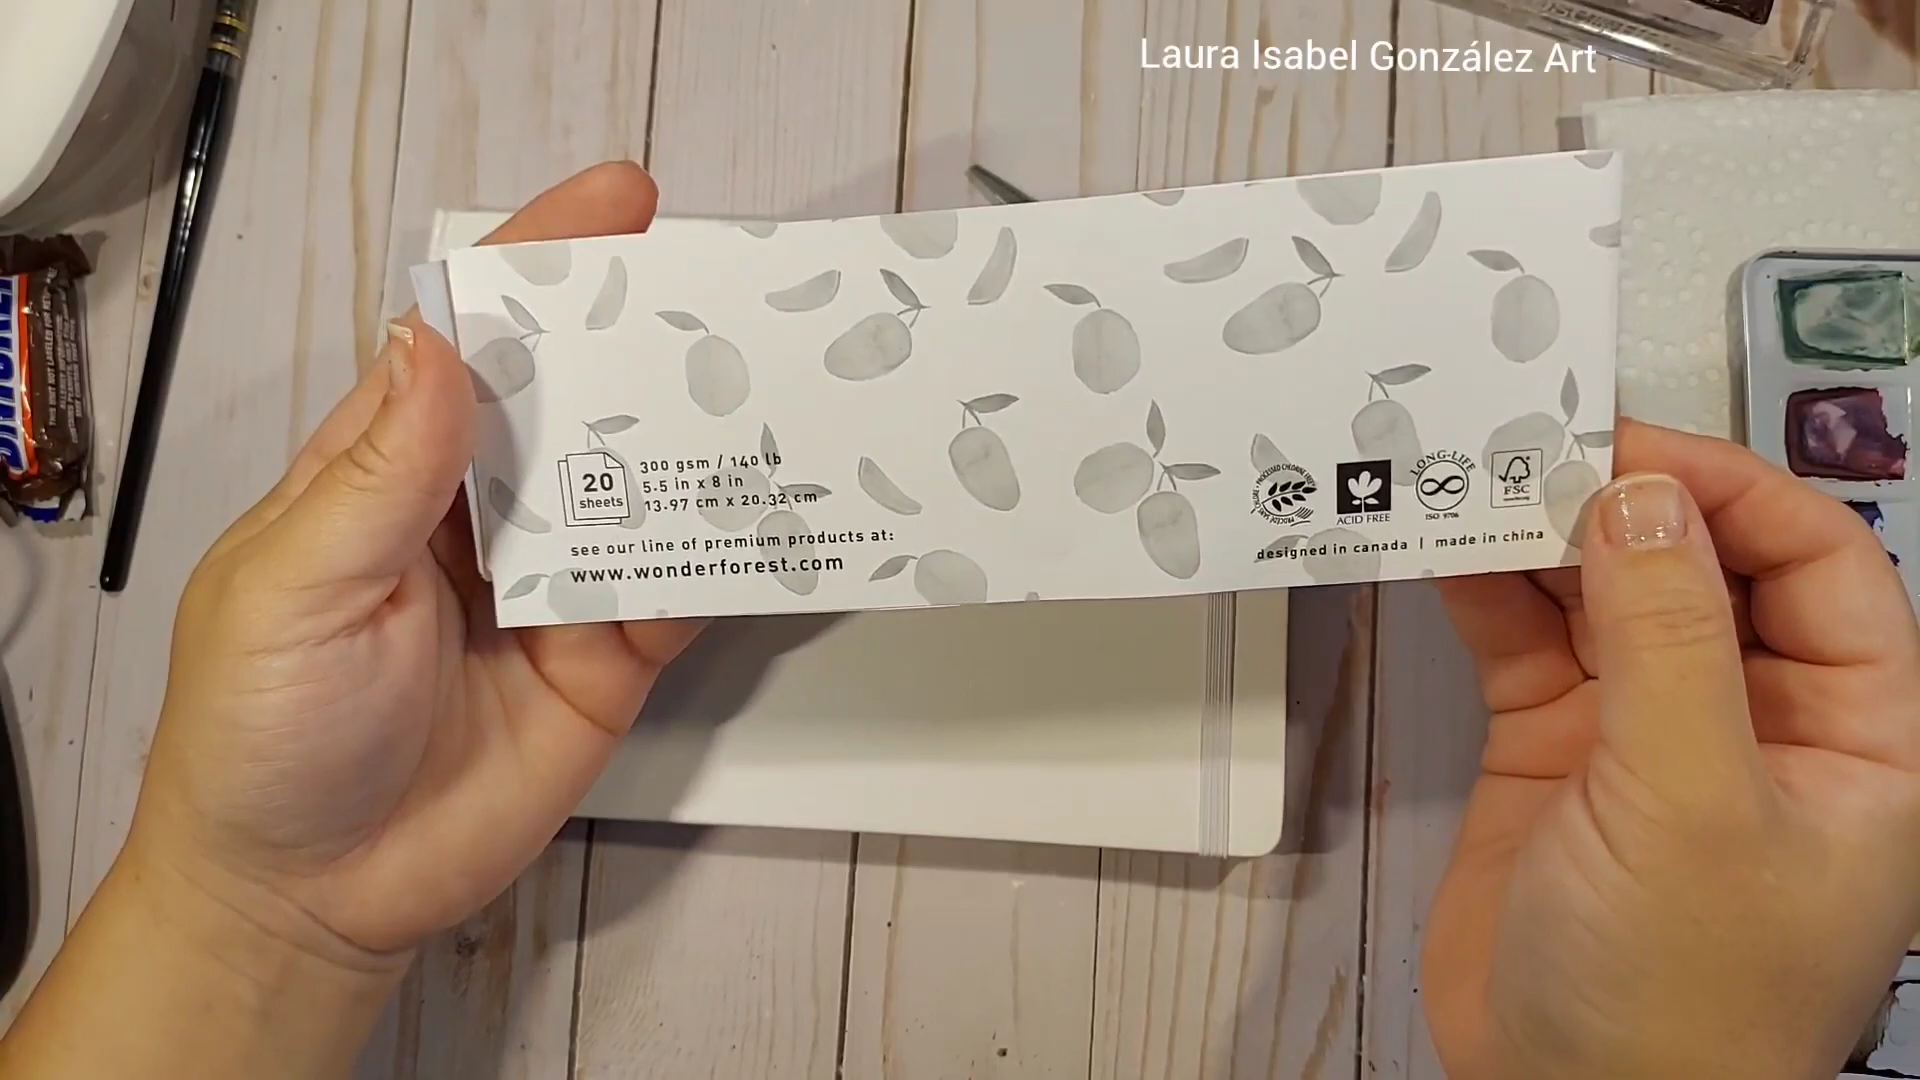 Laura Isabel González Art
20
sheets
300 gsm / 140 lb
5.5 in x 8 in
13.97 cm x 20.32 cm
see our line of premium products at:
www.wonderforest.com
ACID FREE
LONG-LIFE
ISO 9706
FSC
designed in canada | made in china